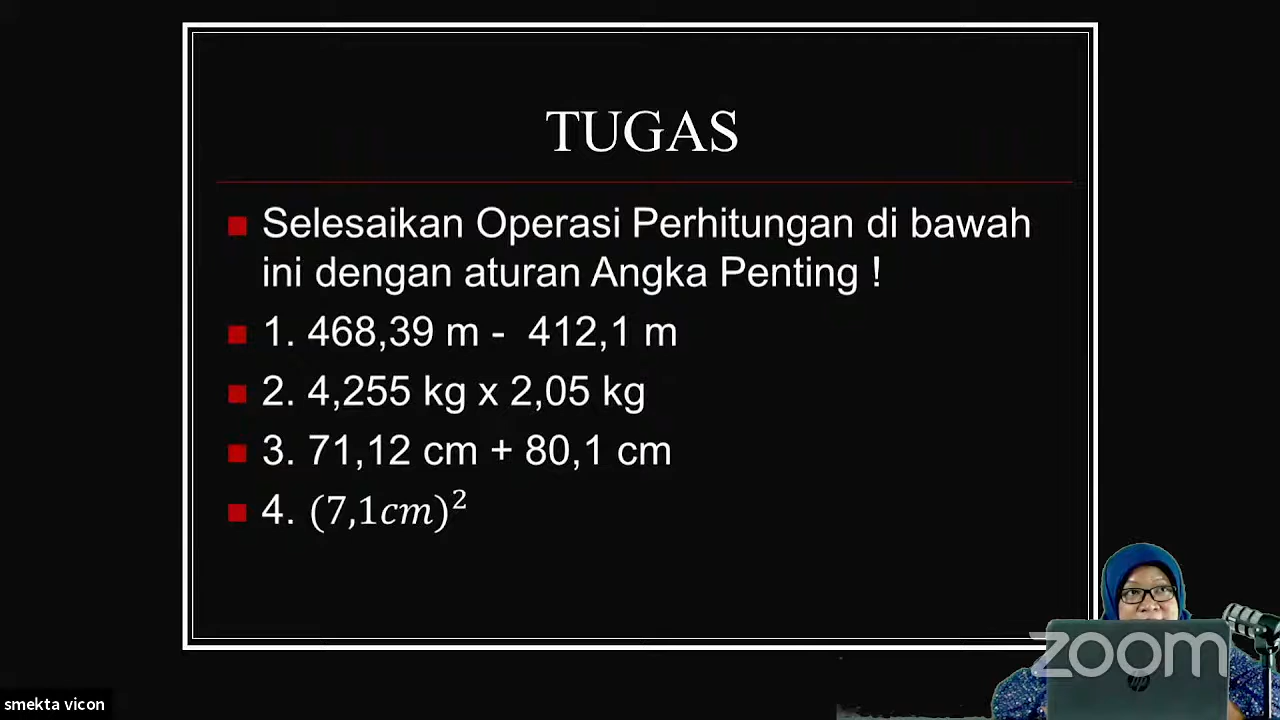 TUGAS
Selesaikan Operasi Perhitungan di bawah
ini dengan aturan Angka Penting !
1. 468,39 m -  412,1 m
2. 4,255 kg x 2,05 kg
3. 71,12 cm + 80,1 cm
4. (7,1cm)²
zoom
hp
smekta vicon